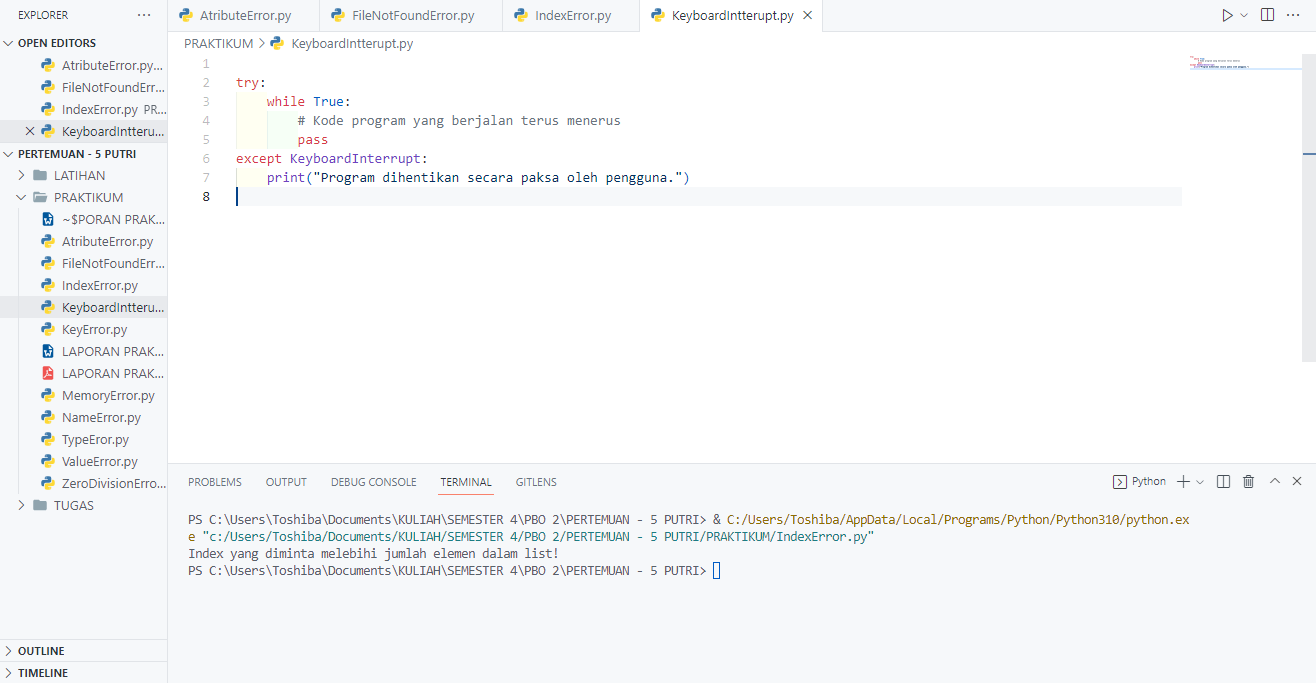 EXPLORER
OPEN EDITORS
AtributeError.py...
FileNotFoundErr...
IndexError.py PR...
KeyboardIntteru...
PERTEMUAN - 5 PUTRI
LATIHAN
PRAKTIKUM
~$PORAN PRAK...
AtributeError.py
FileNotFoundErr...
IndexError.py
KeyboardIntteru...
KeyError.py
LAPORAN PRAK...
LAPORAN PRAK...
MemoryError.py
NameError.py
TypeEror.py
ValueError.py
ZeroDivisionErro...
TUGAS
OUTLINE
TIMELINE
AtributeError.py FileNotFoundError.py IndexError.py KeyboardIntterupt.py
PRAKTIKUM > KeyboardIntterupt.py
1
2 try:
3 while True:
4 # Kode program yang berjalan terus menerus
5 pass
6 except KeyboardInterrupt:
7 print("Program dihentikan secara paksa oleh pengguna.")
8
PROBLEMS OUTPUT DEBUG CONSOLE TERMINAL GITLENS Python
PS C:\Users\Toshiba\Documents\KULIAH\SEMESTER 4\PBO 2\PERTEMUAN - 5 PUTRI> & C:/Users/Toshiba/AppData/Local/Programs/Python/Python310/python.ex
e "c:/Users/Toshiba/Documents/KULIAH/SEMESTER 4/PBO 2/PERTEMUAN - 5 PUTRI/PRAKTIKUM/IndexError.py"
Index yang diminta melebihi jumlah elemen dalam list!
PS C:\Users\Toshiba\Documents\KULIAH\SEMESTER 4\PBO 2\PERTEMUAN - 5 PUTRI>